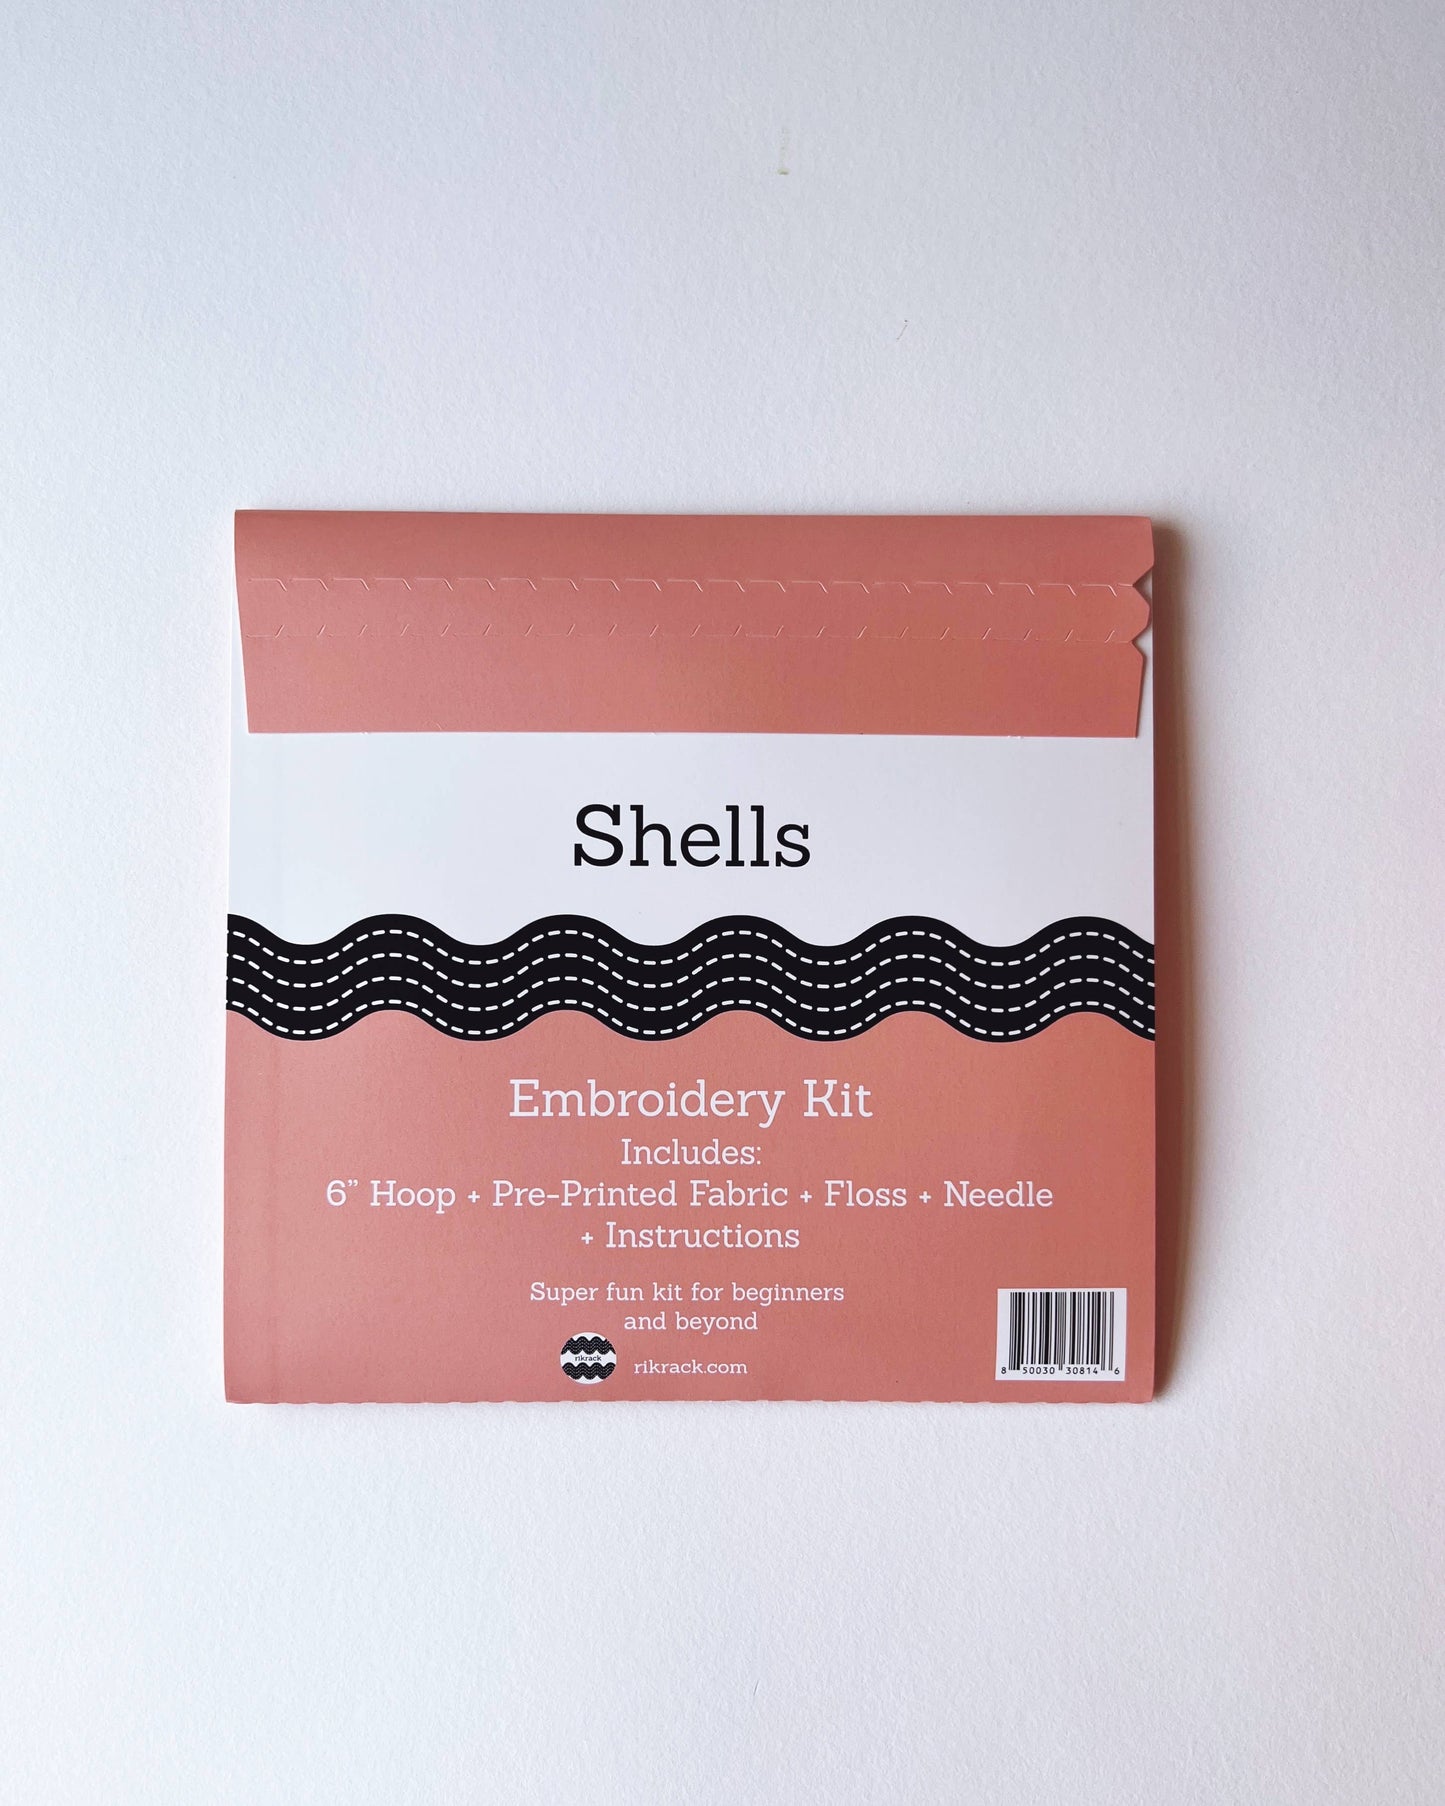 Shells
Embroidery Kit
Includes:
6” Hoop + Pre-Printed Fabric + Floss + Needle
+ Instructions
Super fun kit for beginners
and beyond
rikrack
rikrack.com
8 50030 30814 6